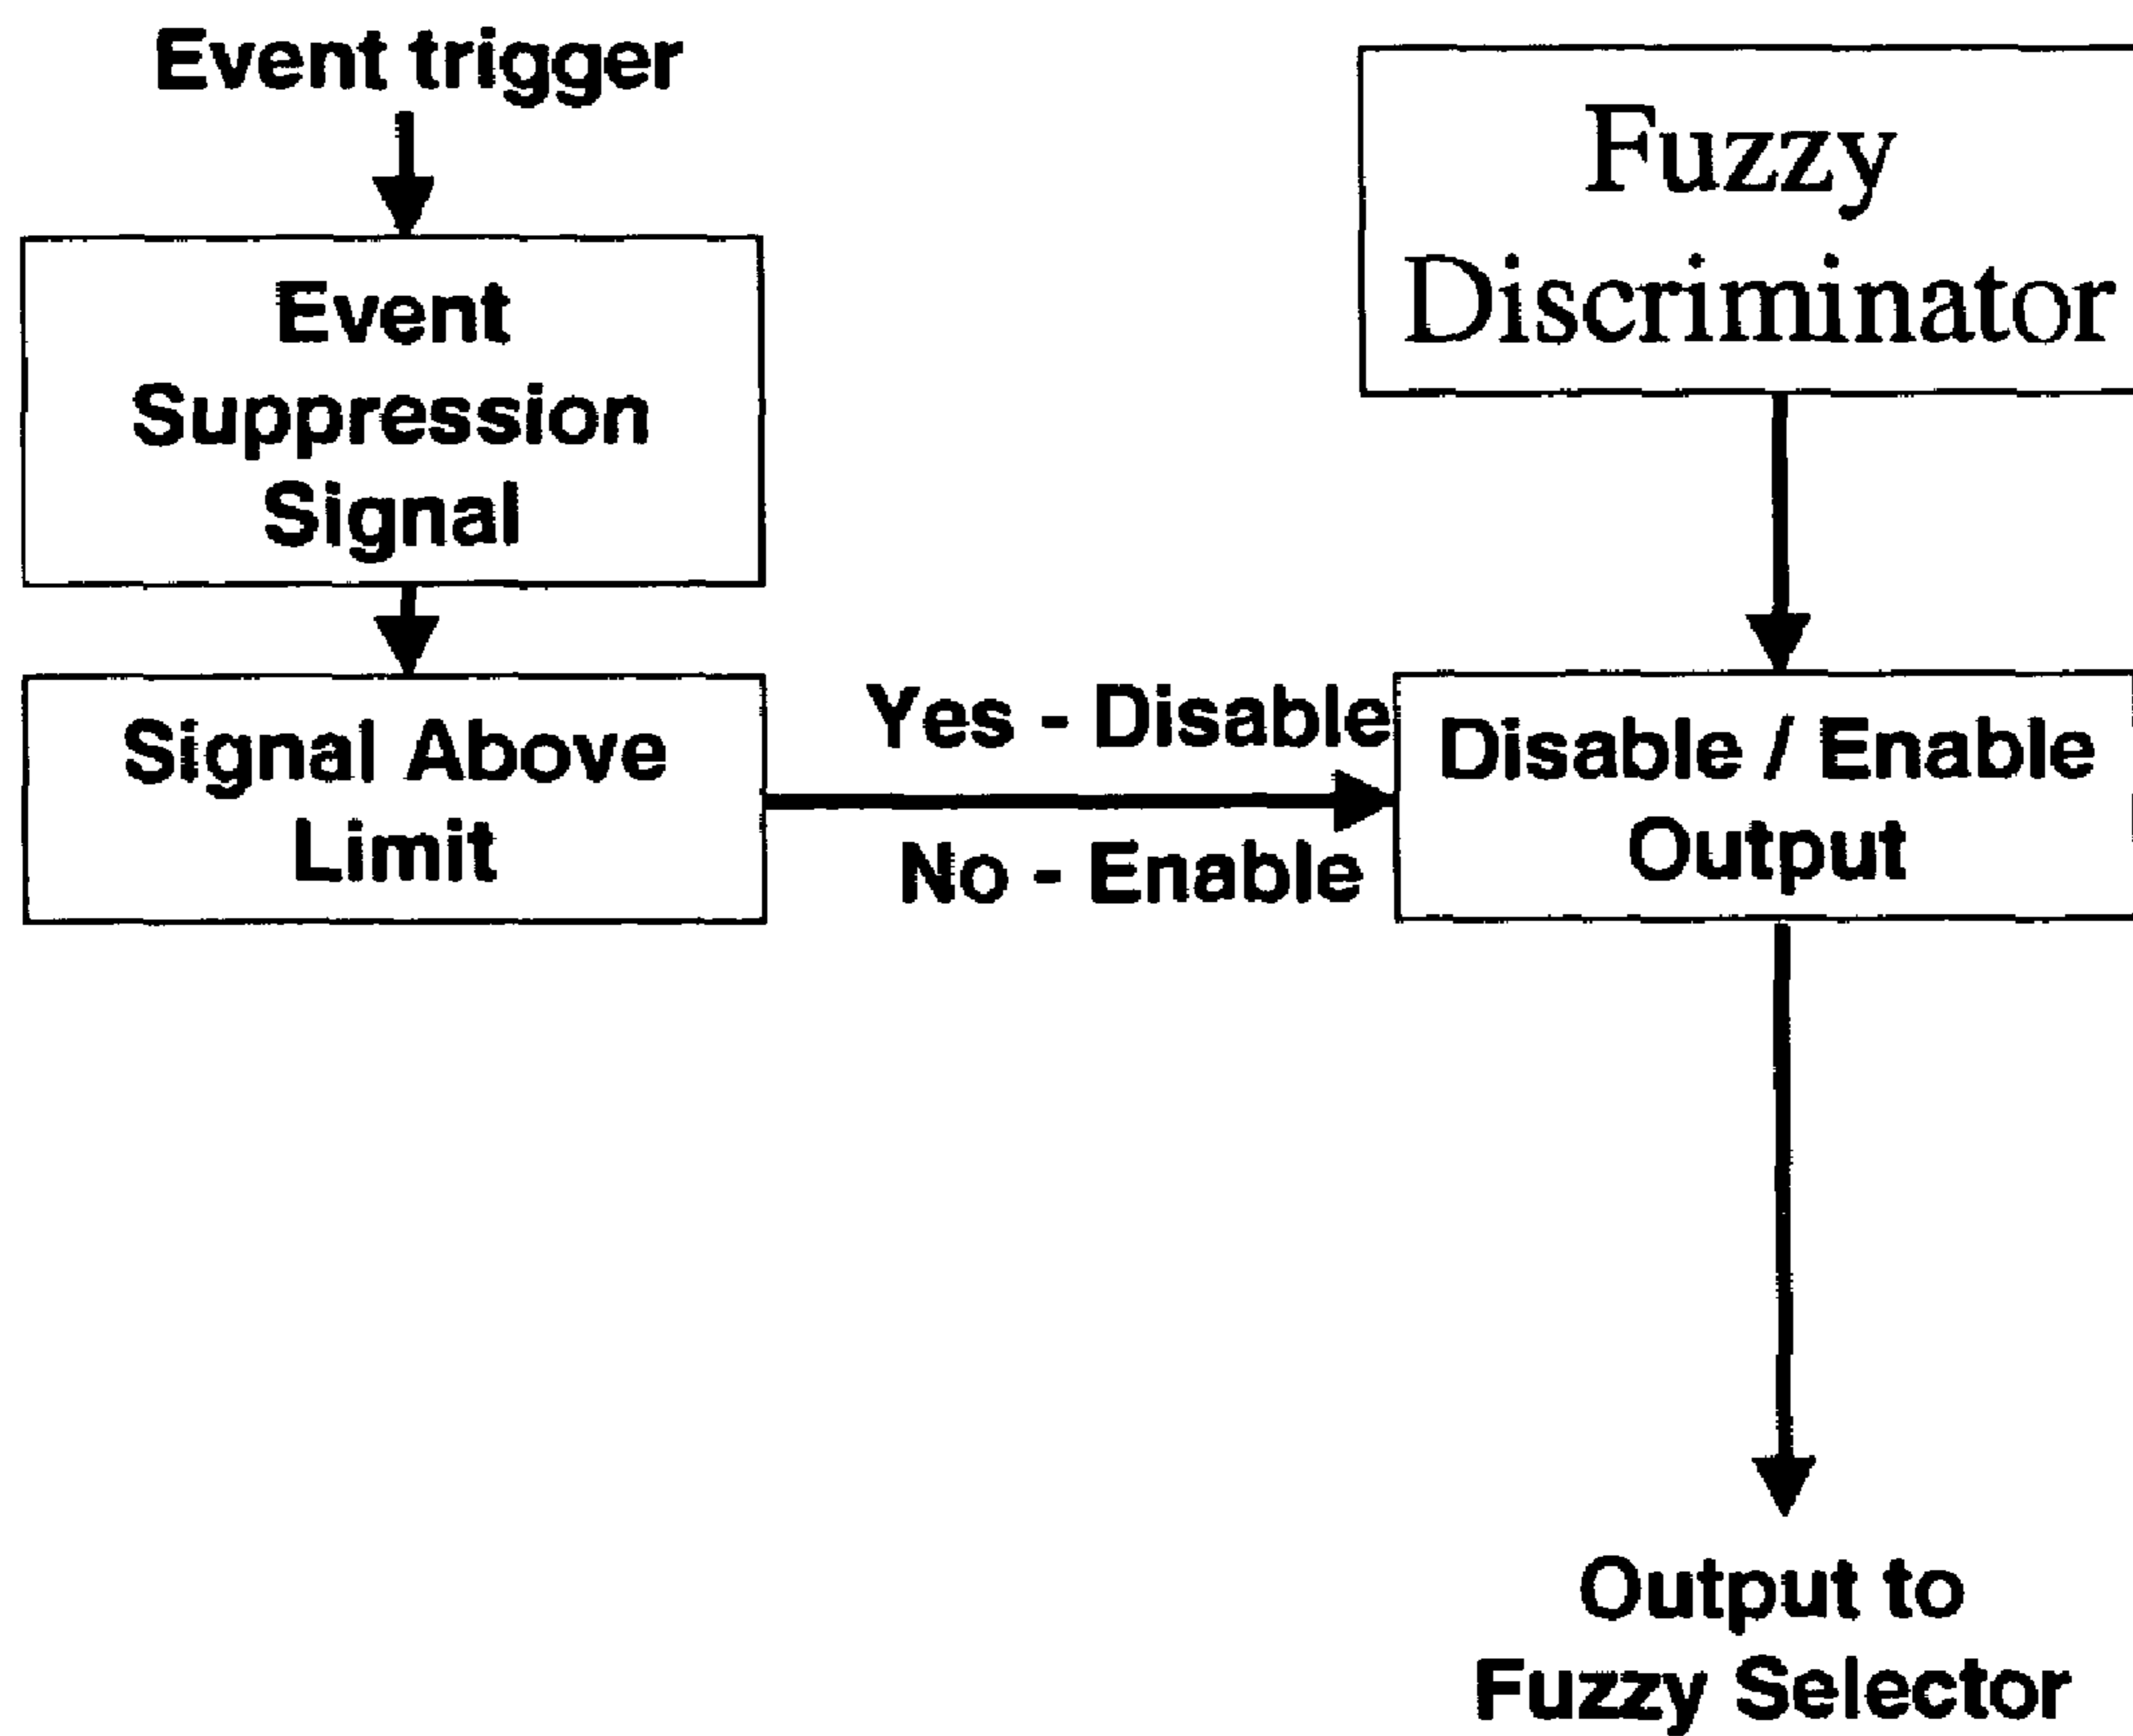 Event trigger
Event
Suppression
Signal
Signal Above
Limit
Yes - Disable
No - Enable
Fuzzy
Discriminator
Disable / Enable
Output
Output to
Fuzzy Selector